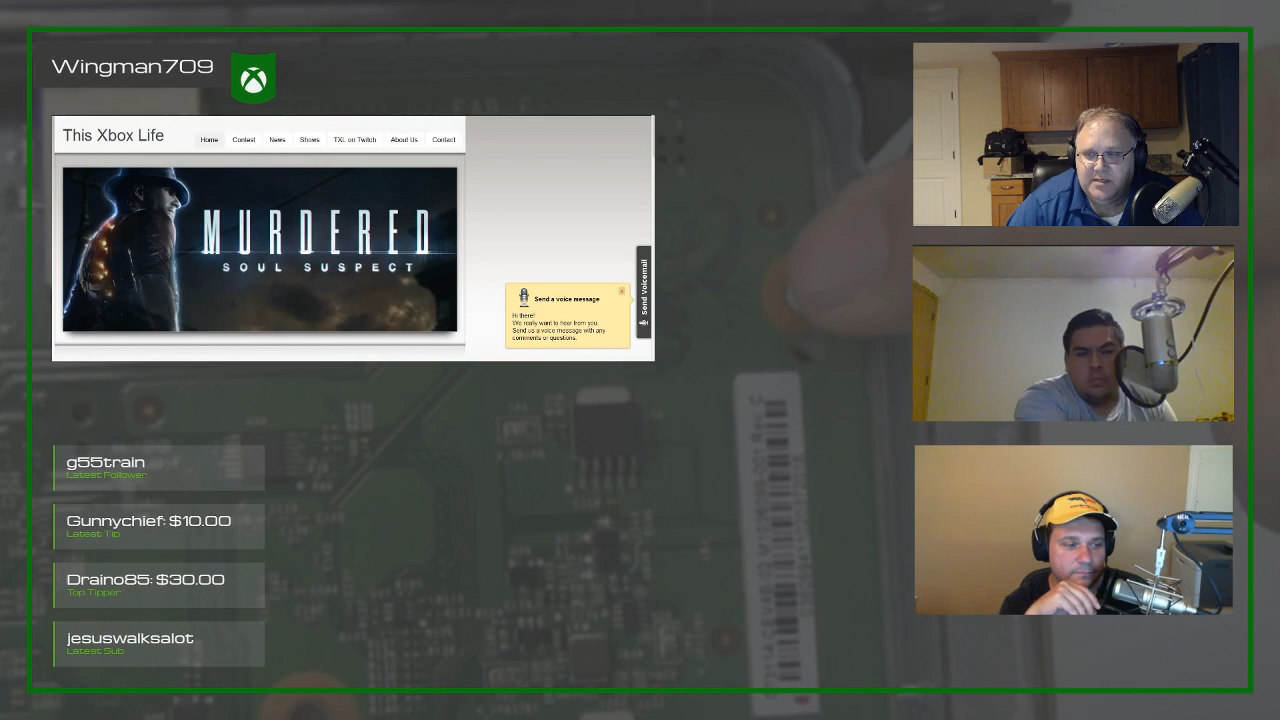 Wingman709
This Xbox Life
Home Contest News Shows TXL on Twitch About Us Contact
MURDERED
SOUL SUSPECT
Send a voice message
x
Hi there!
We really want to hear from you.
Send us a voice message with any
comments or questions.
Send Voicemail
g55train
Latest Follower
Gunnychief: $10.00
Latest Tip
Draino85: $30.00
Top Tipper
jesuswalksalot
Latest Sub